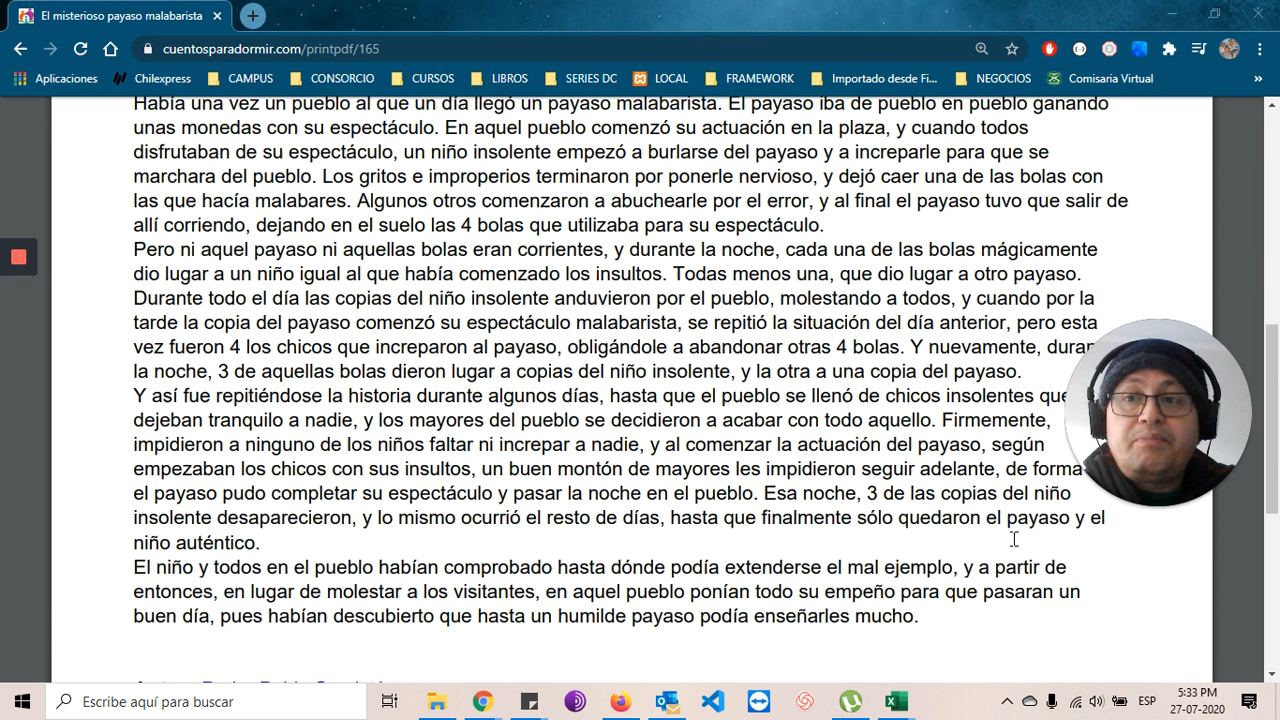 El misterioso payaso malabarista
cuentosparadormir.com/printpdf/165
Aplicaciones Chilexpress CAMPUS CONSORCIO CURSOS LIBROS SERIES DC LOCAL FRAMEWORK Importado desde Fi... NEGOCIOS Comisaria Virtual »
Había una vez un pueblo al que un día llegó un payaso malabarista. El payaso iba de pueblo en pueblo ganando
unas monedas con su espectáculo. En aquel pueblo comenzó su actuación en la plaza, y cuando todos
disfrutaban de su espectáculo, un niño insolente empezó a burlarse del payaso y a increparle para que se
marchara del pueblo. Los gritos e improperios terminaron por ponerle nervioso, y dejó caer una de las bolas con
las que hacía malabares. Algunos otros comenzaron a abuchearle por el error, y al final el payaso tuvo que salir de
allí corriendo, dejando en el suelo las 4 bolas que utilizaba para su espectáculo.
Pero ni aquel payaso ni aquellas bolas eran corrientes, y durante la noche, cada una de las bolas mágicamente
dio lugar a un niño igual al que había comenzado los insultos. Todas menos una, que dio lugar a otro payaso.
Durante todo el día las copias del niño insolente anduvieron por el pueblo, molestando a todos, y cuando por la
tarde la copia del payaso comenzó su espectáculo malabarista, se repitió la situación del día anterior, pero esta
vez fueron 4 los chicos que increparon al payaso, obligándole a abandonar otras 4 bolas. Y nuevamente, duran
la noche, 3 de aquellas bolas dieron lugar a copias del niño insolente, y la otra a una copia del payaso.
Y así fue repitiéndose la historia durante algunos días, hasta que el pueblo se llenó de chicos insolentes que
dejeban tranquilo a nadie, y los mayores del pueblo se decidieron a acabar con todo aquello. Firmemente,
impidieron a ninguno de los niños faltar ni increpar a nadie, y al comenzar la actuación del payaso, según
empezaban los chicos con sus insultos, un buen montón de mayores les impidieron seguir adelante, de forma
el payaso pudo completar su espectáculo y pasar la noche en el pueblo. Esa noche, 3 de las copias del niño
insolente desaparecieron, y lo mismo ocurrió el resto de días, hasta que finalmente sólo quedaron el payaso y el
niño auténtico.
El niño y todos en el pueblo habían comprobado hasta dónde podía extenderse el mal ejemplo, y a partir de
entonces, en lugar de molestar a los visitantes, en aquel pueblo ponían todo su empeño para que pasaran un
buen día, pues habían descubierto que hasta un humilde payaso podía enseñarles mucho.
Escribe aquí para buscar
ESP
5:33 PM
27-07-2020